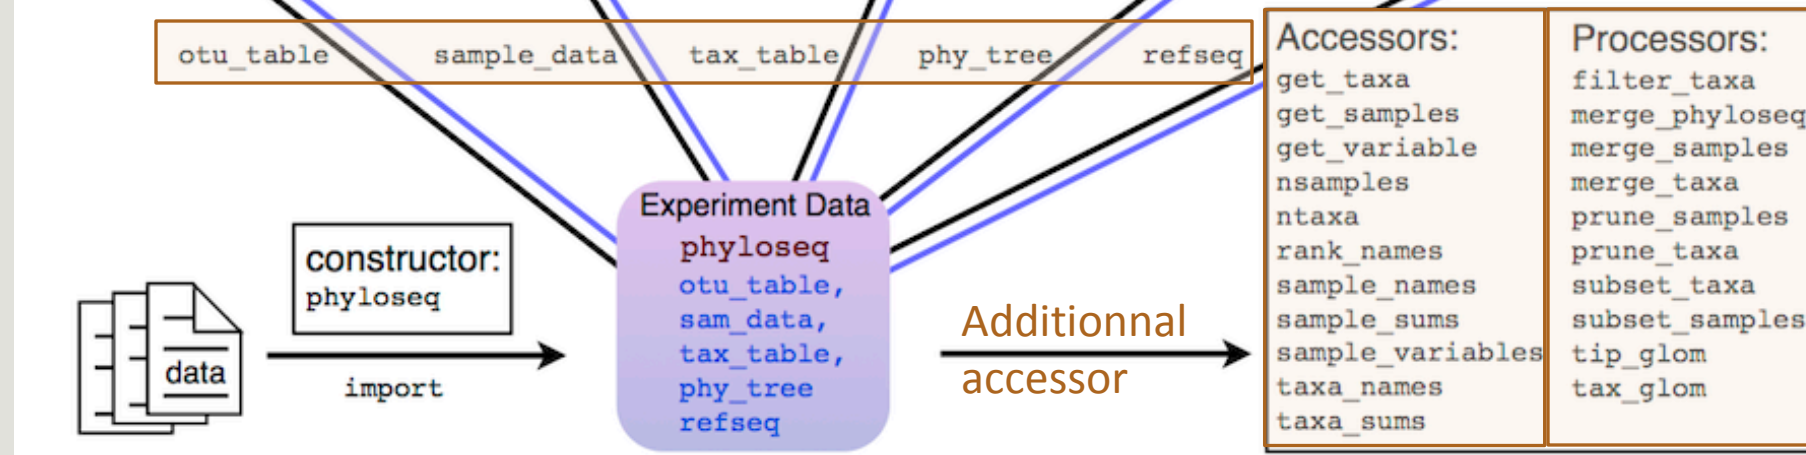 otu_table sample_data tax_table phy_tree refseq
constructor:
phyloseq
data
import
Experiment Data
phyloseq
otu_table,
sam_data,
tax_table,
phy_tree
refseq
Additionnal
accessor
Accessors:
get_taxa
get_samples
get_variable
nsamples
ntaxa
rank_names
sample_names
sample_sums
sample_variables
taxa_names
taxa_sums
Processors:
filter_taxa
merge_phyloseq
merge_samples
merge_taxa
prune_samples
prune_taxa
subset_taxa
subset_samples
tip_glom
tax_glom